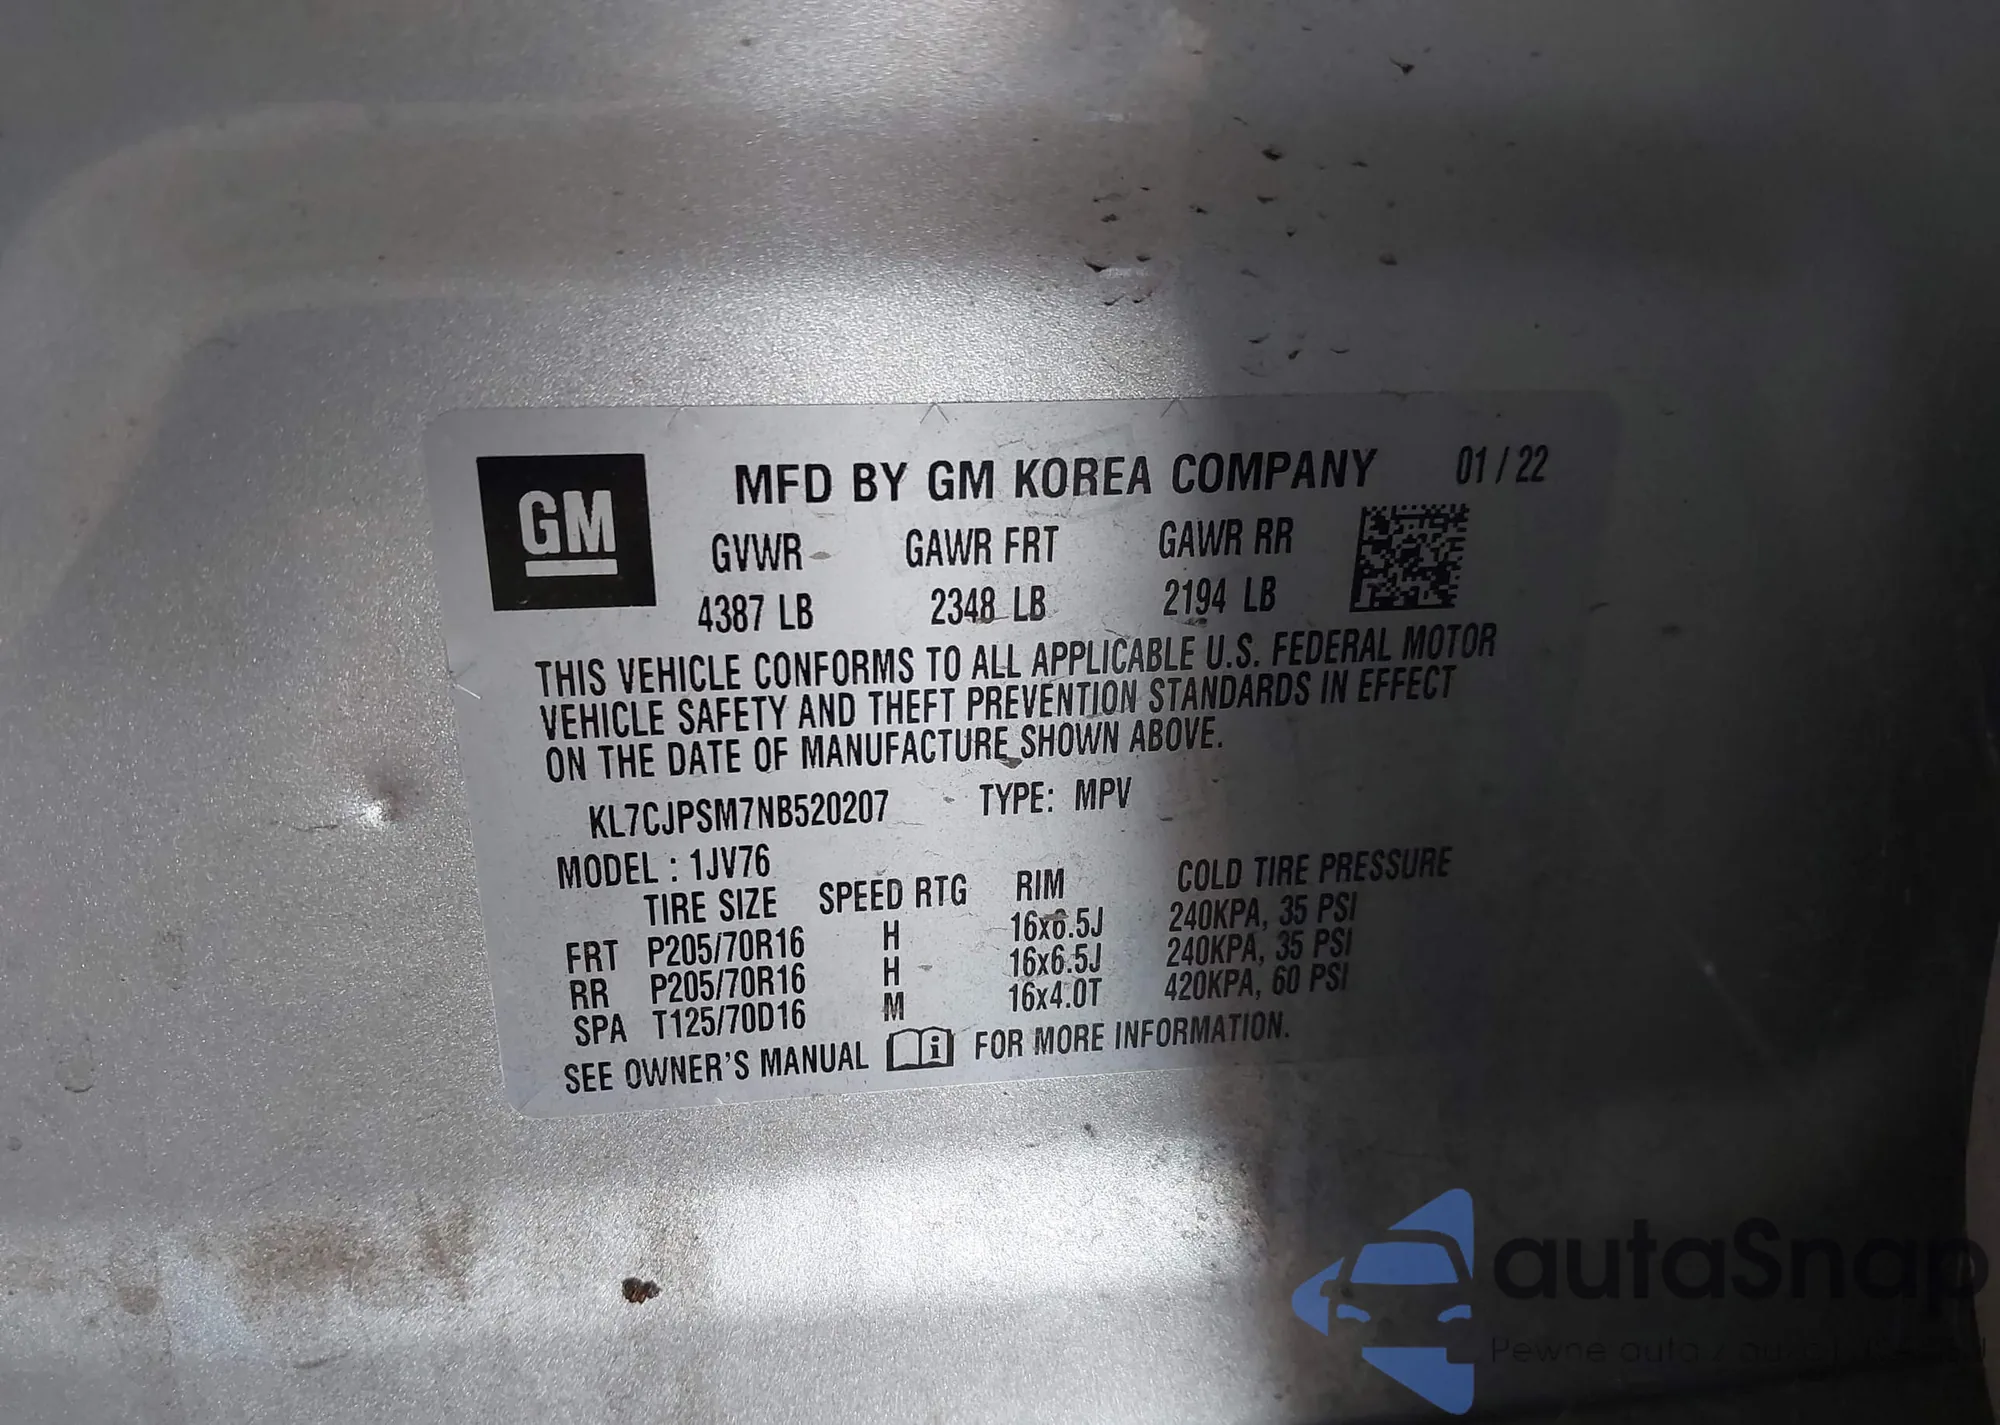 GM
MFD BY GM KOREA COMPANY 01 / 22
GVWR GAWR FRT GAWR RR
4387 LB 2348 LB 2194 LB
THIS VEHICLE CONFORMS TO ALL APPLICABLE U.S. FEDERAL MOTOR
VEHICLE SAFETY AND THEFT PREVENTION STANDARDS IN EFFECT
ON THE DATE OF MANUFACTURE SHOWN ABOVE.
KL7CJPSM7NB520207 TYPE: MPV
MODEL : 1JV76
TIRE SIZE SPEED RTG RIM COLD TIRE PRESSURE
FRT P205/70R16 H 16x6.5J 240KPA, 35 PSI
RR P205/70R16 H 16x6.5J 240KPA, 35 PSI
SPA T125/70D16 M 16x4.0T 420KPA, 60 PSI
SEE OWNER'S MANUAL i FOR MORE INFORMATION.
autaSnap
Pewne auta z